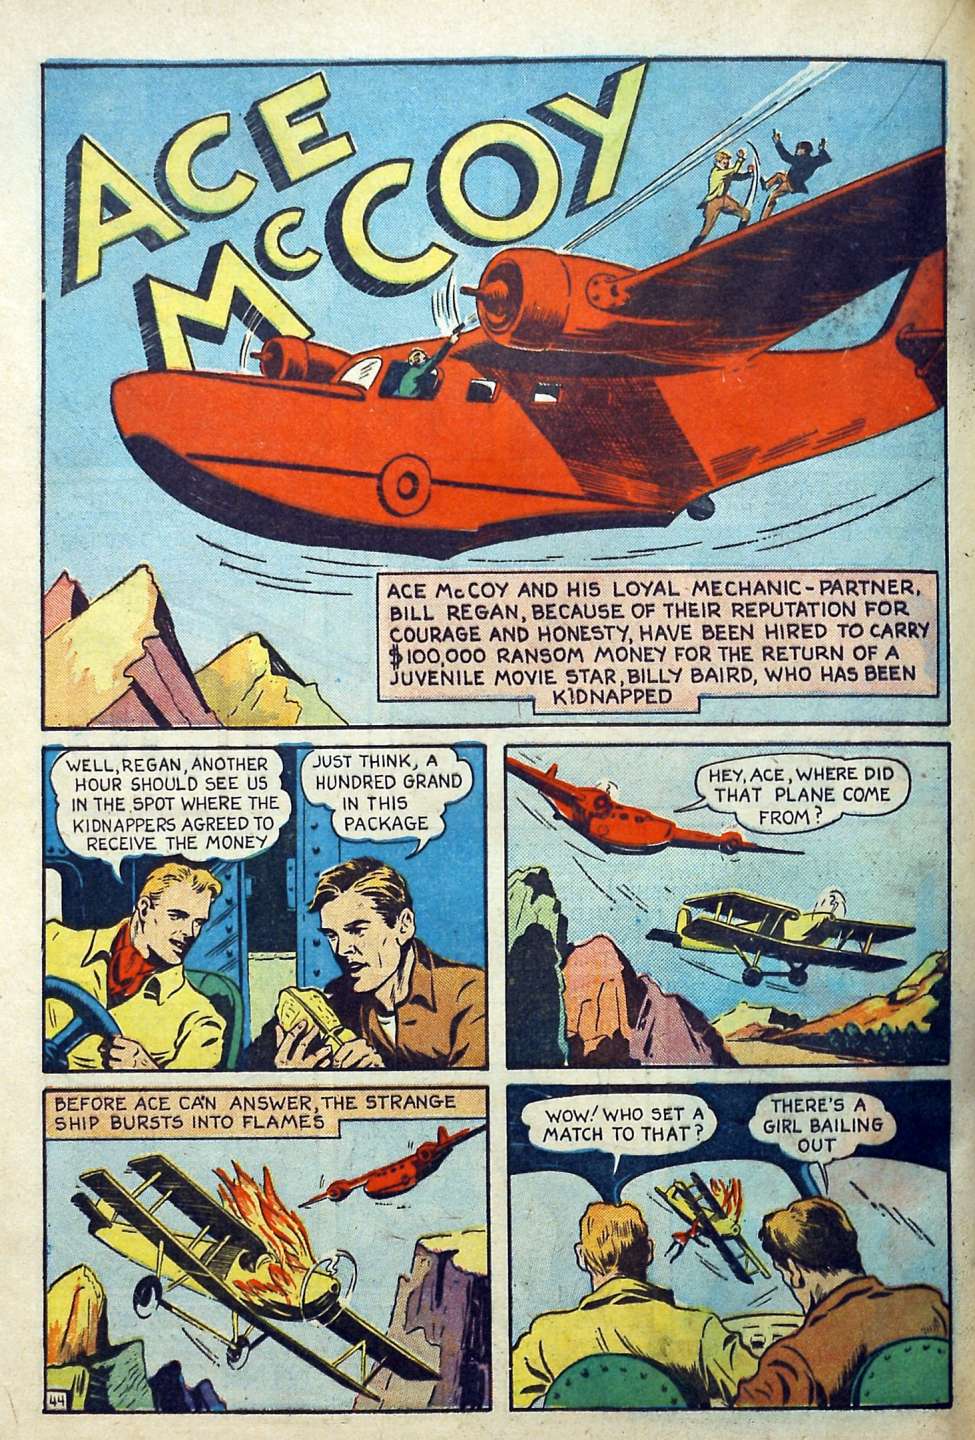 ACE
McCOY
ACE McCOY AND HIS LOYAL MECHANIC-PARTNER,
BILL REGAN, BECAUSE OF THEIR REPUTATION FOR
COURAGE AND HONESTY, HAVE BEEN HIRED TO CARRY
$100,000 RANSOM MONEY FOR THE RETURN OF A
JUVENILE MOVIE STAR, BILLY BAIRD, WHO HAS BEEN
KIDNAPPED
WELL, REGAN, ANOTHER
HOUR SHOULD SEE US
IN THE SPOT WHERE THE
KIDNAPPERS AGREED TO
RECEIVE THE MONEY
JUST THINK, A
HUNDRED GRAND
IN THIS
PACKAGE
HEY, ACE, WHERE DID
THAT PLANE COME
FROM?
BEFORE ACE CAN ANSWER, THE STRANGE
SHIP BURSTS INTO FLAMES
44
WOW! WHO SET A
MATCH TO THAT?
THERE'S A
GIRL BAILING
OUT